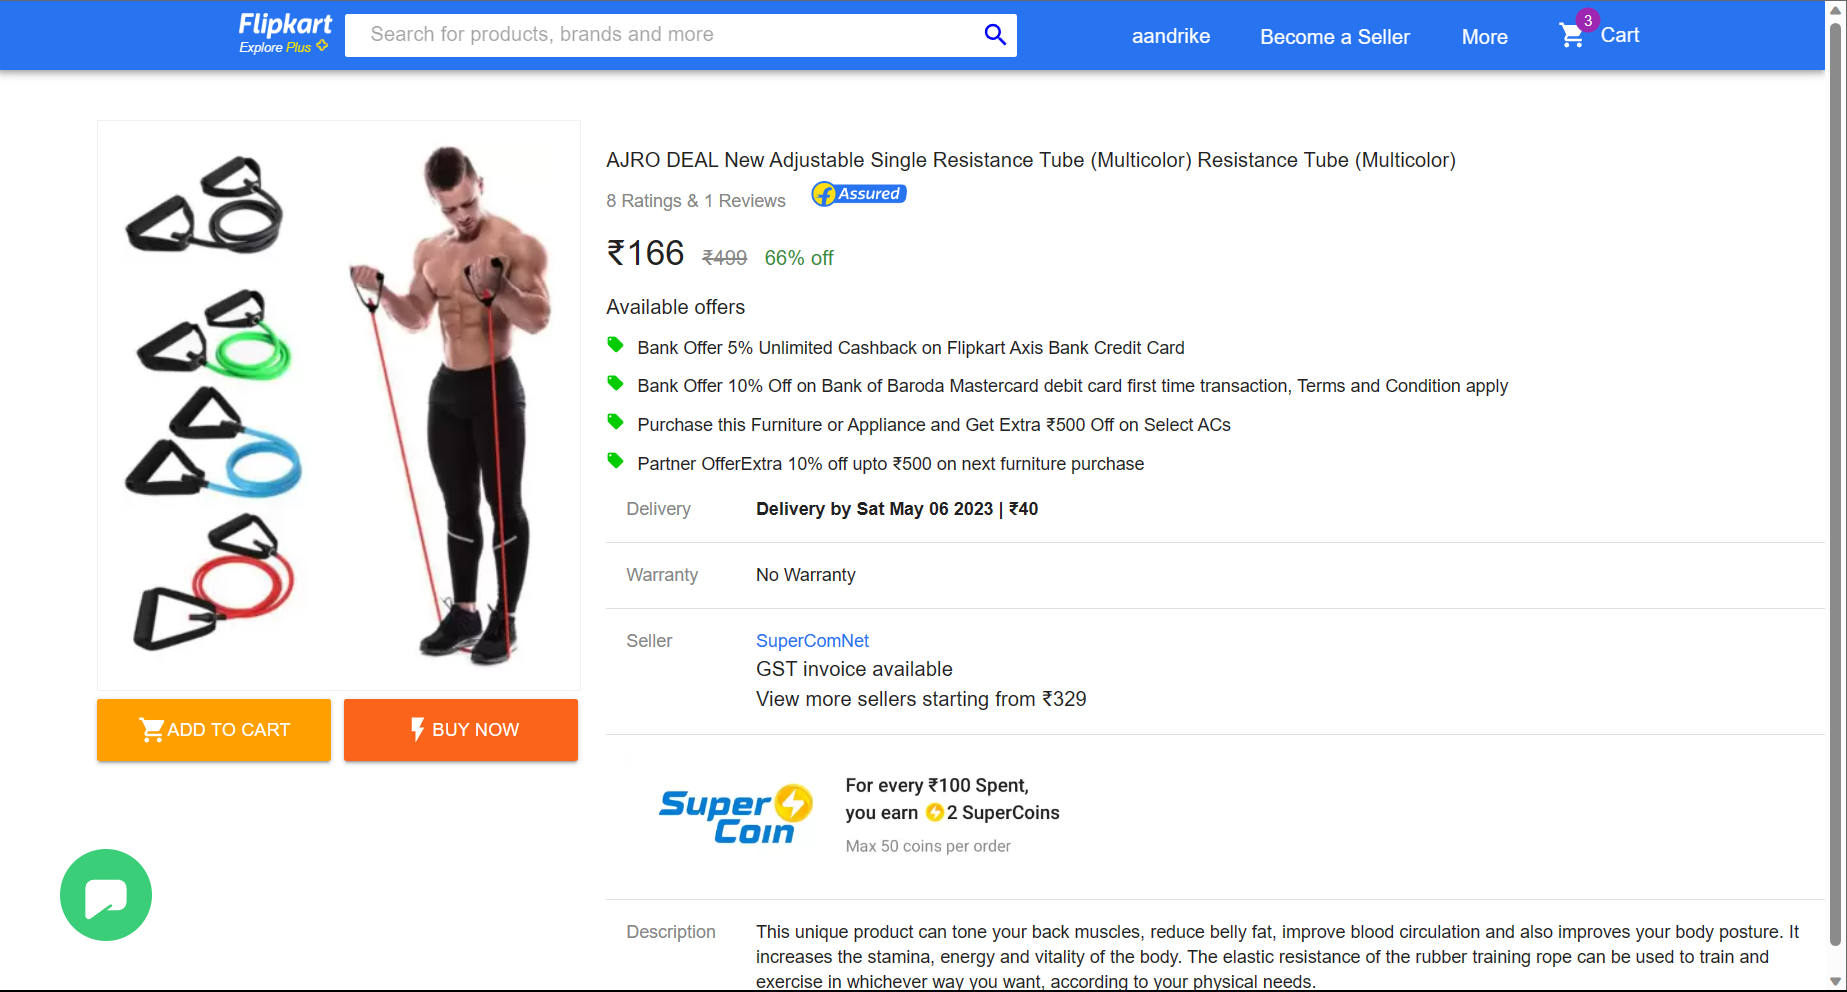 Flipkart
Explore Plus
Search for products, brands and more
aandrike
Become a Seller
More
3
Cart
AJRO DEAL New Adjustable Single Resistance Tube (Multicolor) Resistance Tube (Multicolor)
8 Ratings & 1 Reviews
Assured
₹166 ₹499 66% off
Available offers
Bank Offer 5% Unlimited Cashback on Flipkart Axis Bank Credit Card
Bank Offer 10% Off on Bank of Baroda Mastercard debit card first time transaction, Terms and Condition apply
Purchase this Furniture or Appliance and Get Extra ₹500 Off on Select ACs
Partner OfferExtra 10% off upto ₹500 on next furniture purchase
Delivery Delivery by Sat May 06 2023 | ₹40
Warranty No Warranty
Seller SuperComNet
GST invoice available
View more sellers starting from ₹329
ADD TO CART
BUY NOW
Super
Coin
For every ₹100 Spent,
you earn 2 SuperCoins
Max 50 coins per order
Description This unique product can tone your back muscles, reduce belly fat, improve blood circulation and also improves your body posture. It
increases the stamina, energy and vitality of the body. The elastic resistance of the rubber training rope can be used to train and
exercise in whichever way you want, according to your physical needs.